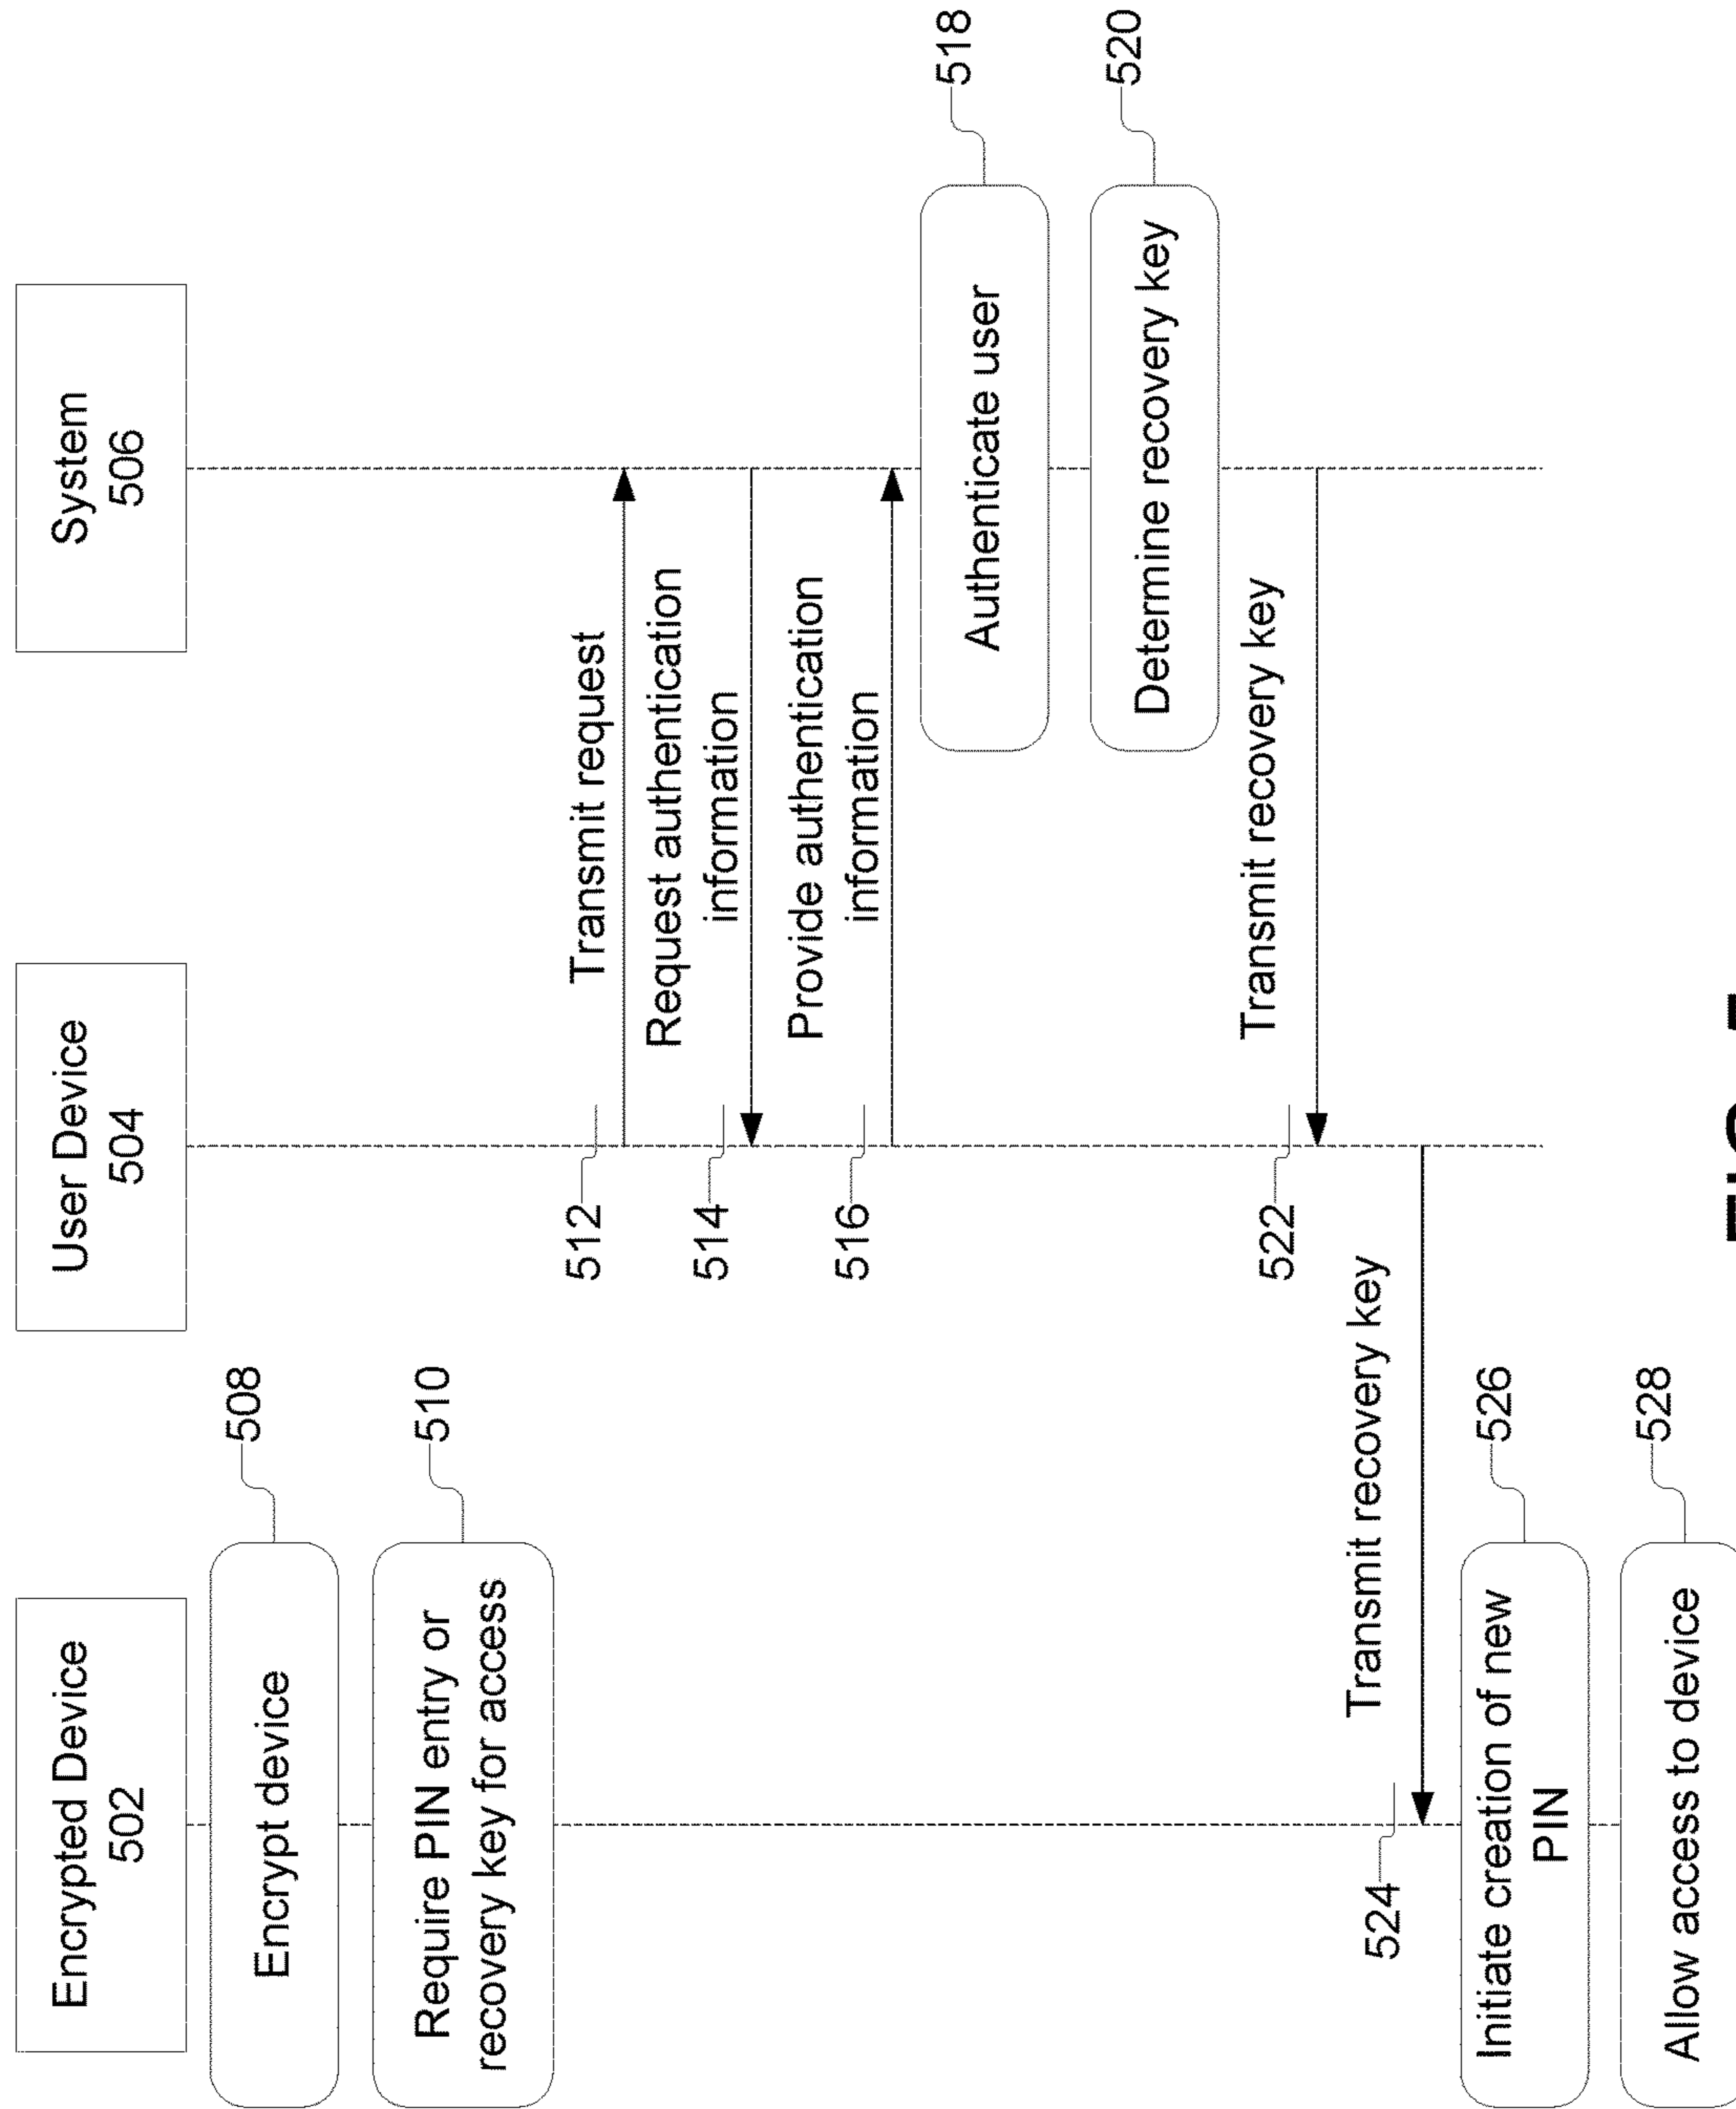 Encrypted Device
502
User Device
504
System
506
Encrypt device
508
Require PIN entry or
recovery key for access
510
512
Transmit request
514
Request authentication
information
516
Provide authentication
information
Authenticate user
518
Determine recovery key
520
522
Transmit recovery key
524
Transmit recovery key
Initiate creation of new
PIN
526
Allow access to device
528